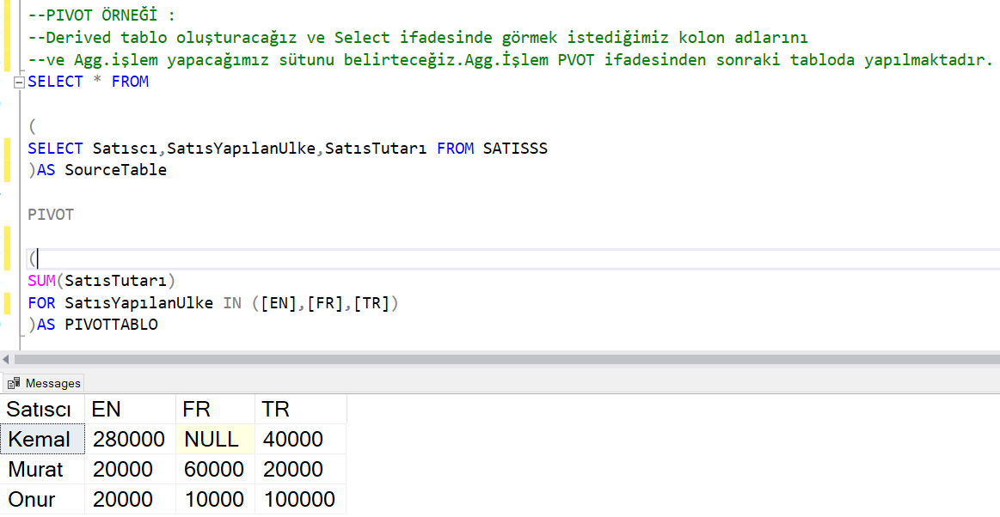 --PIVOT ÖRNEĞİ :
--Derived tablo oluşturacağız ve Select ifadesinde görmek istediğimiz kolon adlarını
--ve Agg.işlem yapacağımız sütunu belirteceğiz.Agg.İşlem PVOT ifadesinden sonraki tabloda yapılmaktadır.
SELECT * FROM
(
SELECT Satıscı,SatısYapılanUlke,SatısTutarı FROM SATISSS
)AS SourceTable
PIVOT
(
SUM(SatısTutarı)
FOR SatısYapılanUlke IN ([EN],[FR],[TR])
)AS PIVOTTABLO
Messages
Satıscı EN FR TR
Kemal 280000 NULL 40000
Murat 20000 60000 20000
Onur 20000 10000 100000